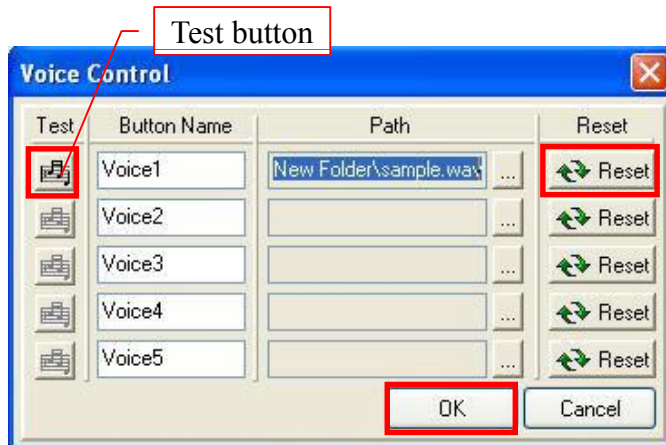 Test button
Voice Control
Test Button Name Path Reset
Voice1 New Folder\sample.wav ... Reset
Voice2 ... Reset
Voice3 ... Reset
Voice4 ... Reset
Voice5 ... Reset
OK Cancel